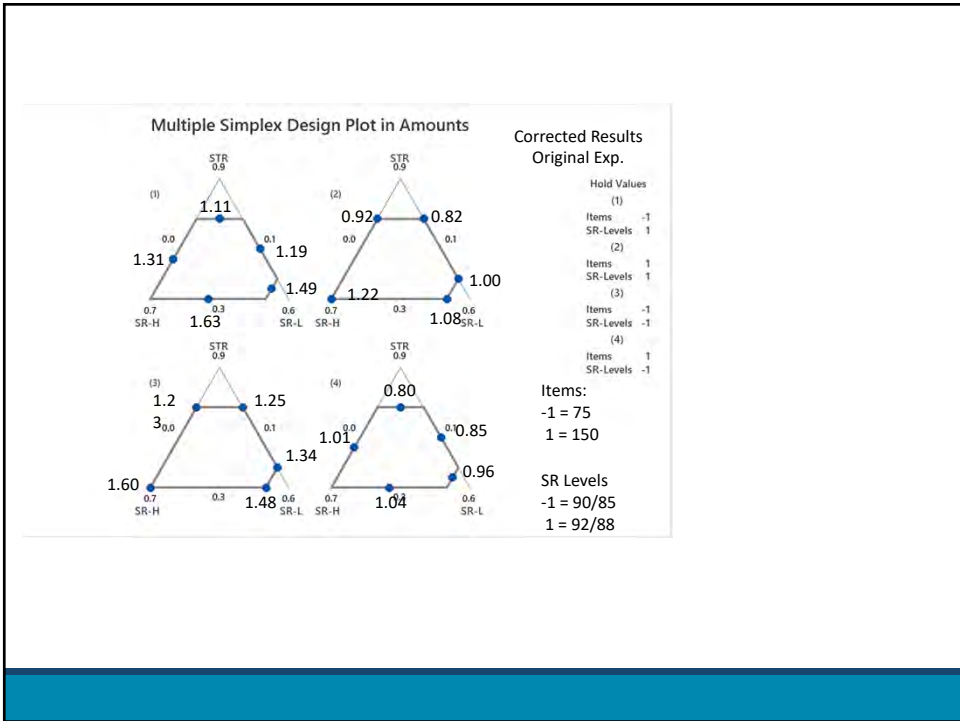 Multiple Simplex Design Plot in Amounts
Corrected Results
Original Exp.
STR
0.9
(1)
1.11
0.0
0.1
1.31
1.19
1.49
0.7
0.3
0.6
SR-H
SR-L
1.63
STR
0.9
(2)
0.92
0.82
0.0
0.1
1.00
1.22
0.7
0.3
0.6
SR-H
1.08
SR-L
STR
0.9
(3)
1.2
3
1.25
0.0
0.1
1.34
1.60
0.7
0.3
1.48
0.6
SR-H
SR-L
STR
0.9
(4)
0.80
0.0
0.1
1.01
0.85
0.96
0.7
0.3
0.6
SR-H
1.04
SR-L
Hold Values
(1)
Items -1
SR-Levels 1
(2)
Items 1
SR-Levels 1
(3)
Items -1
SR-Levels -1
(4)
Items 1
SR-Levels -1
Items:
-1 = 75
1 = 150
SR Levels
-1 = 90/85
1 = 92/88